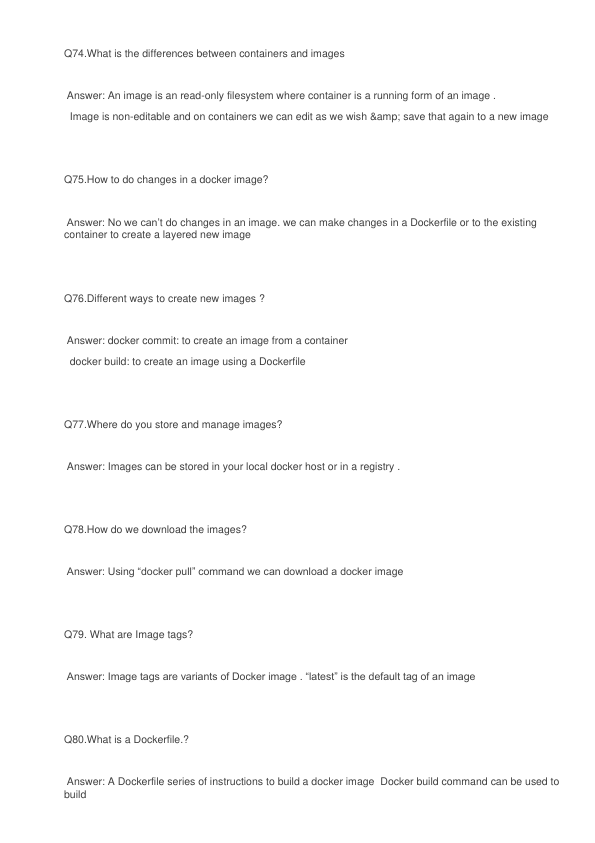 Q74.What is the differences between containers and images
Answer: An image is an read-only filesystem where container is a running form of an image .
Image is non-editable and on containers we can edit as we wish &amp; save that again to a new image
Q75.How to do changes in a docker image?
Answer: No we can’t do changes in an image. we can make changes in a Dockerfile or to the existing
container to create a layered new image
Q76.Different ways to create new images ?
Answer: docker commit: to create an image from a container
docker build: to create an image using a Dockerfile
Q77.Where do you store and manage images?
Answer: Images can be stored in your local docker host or in a registry .
Q78.How do we download the images?
Answer: Using “docker pull” command we can download a docker image
Q79. What are Image tags?
Answer: Image tags are variants of Docker image . “latest” is the default tag of an image
Q80.What is a Dockerfile.?
Answer: A Dockerfile series of instructions to build a docker image  Docker build command can be used to
build